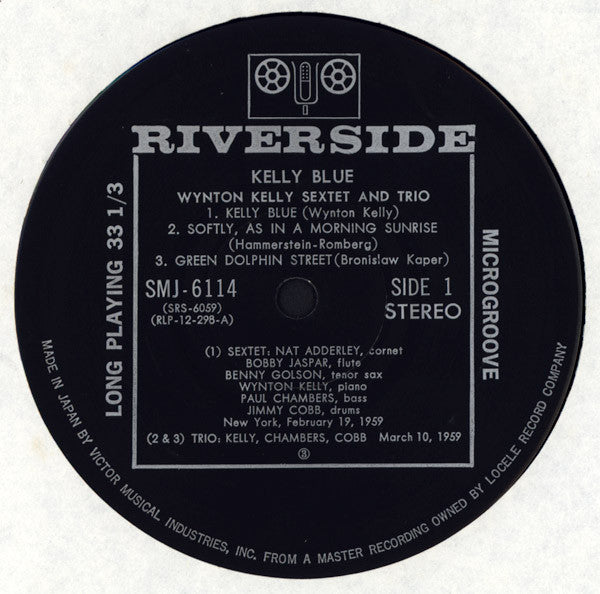 RIVERSIDE
KELLY BLUE
WYNTON KELLY SEXTET AND TRIO
1. KELLY BLUE (Wynton Kelly)
2. SOFTLY, AS IN A MORNING SUNRISE
(Hammerstein-Romberg)
3. GREEN DOLPHIN STREET (Bronislaw Kaper)
SMJ-6114
(SRS-6059)
(RLP-12-298-A)
SIDE 1
STEREO
(1) SEXTET: NAT ADDERLEY, cornet
BOBBY JASPAR, flute
BENNY GOLSON, tenor sax
WYNTON KELLY, piano
PAUL CHAMBERS, bass
JIMMY COBB, drums
New York, February 19, 1959
(2 & 3) TRIO: KELLY, CHAMBERS, COBB March 10, 1959
LONG PLAYING 33 1/3
MICROGROOVE
MADE IN JAPAN BY VICTOR MUSICAL INDUSTRIES, INC. FROM A MASTER RECORDING OWNED BY LOCELE RECORD COMPANY